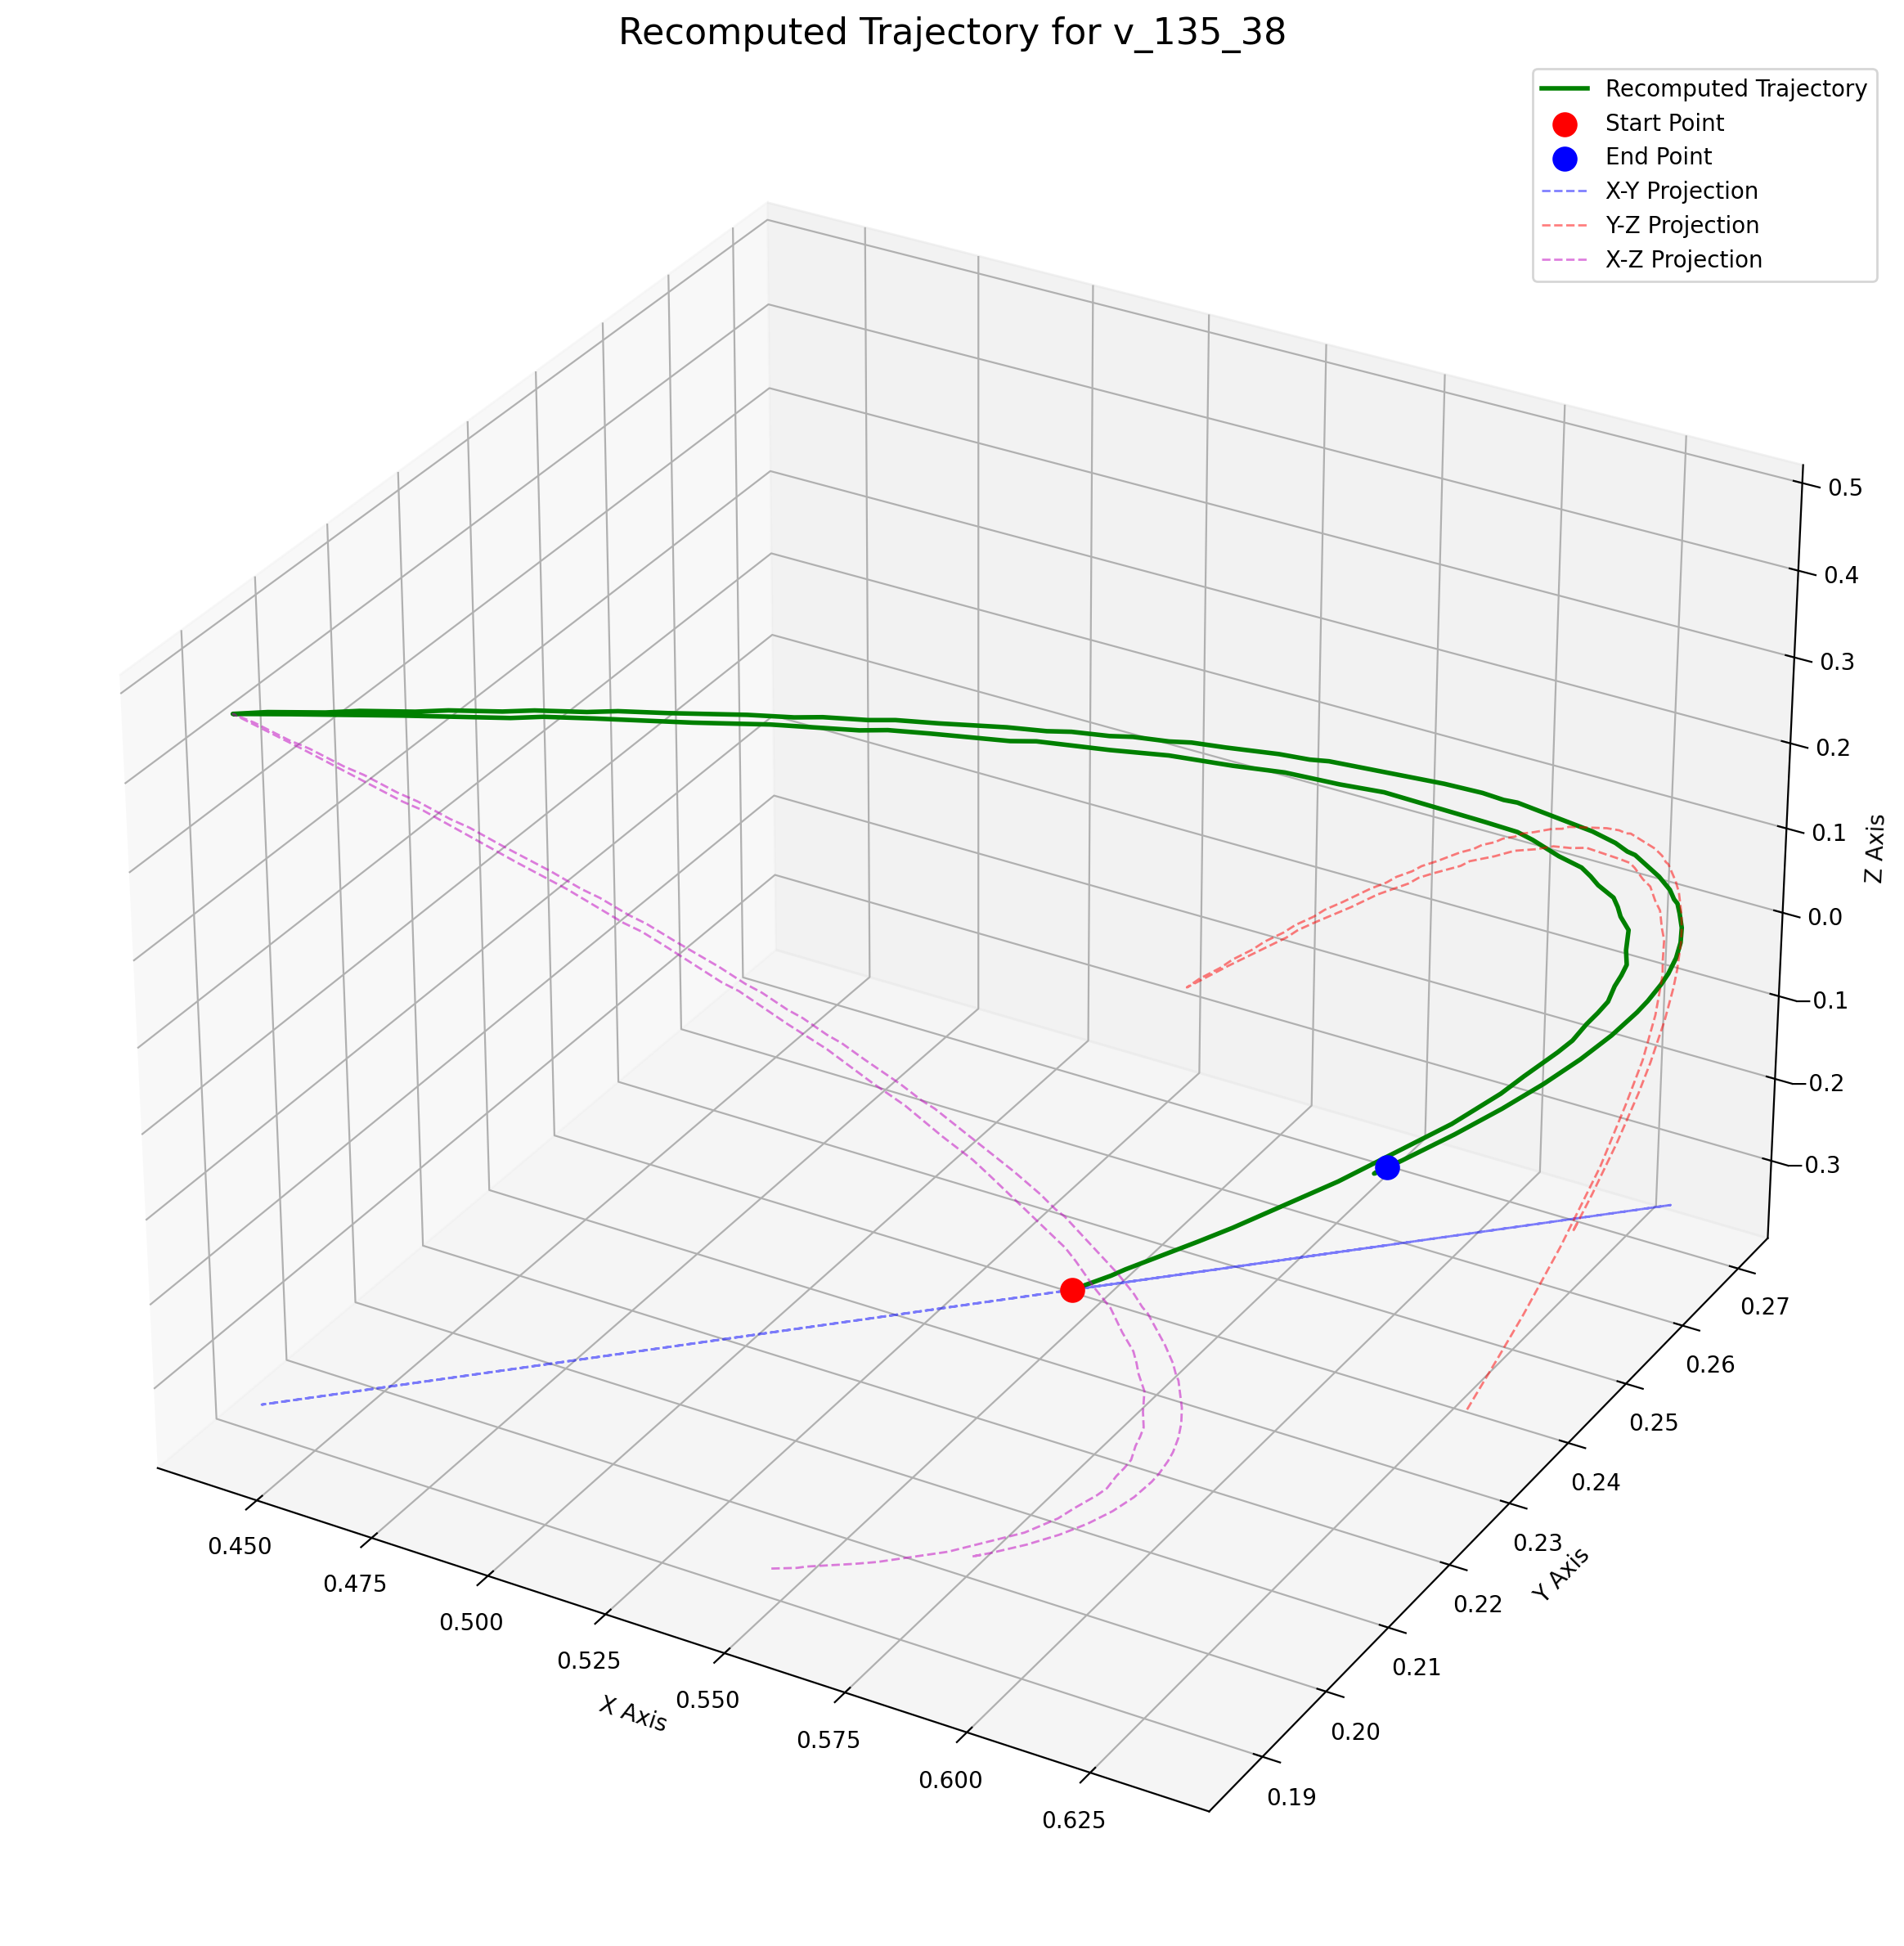 Recomputed Trajectory for v_135_38
Recomputed Trajectory
Start Point
End Point
X-Y Projection
Y-Z Projection
X-Z Projection
0.5
0.4
0.3
0.2
0.1
0.0
−0.1
−0.2
−0.3
Z Axis
0.27
0.26
0.25
0.24
0.23
0.22
0.21
0.20
0.19
Y Axis
0.450
0.475
0.500
0.525
0.550
0.575
0.600
0.625
X Axis